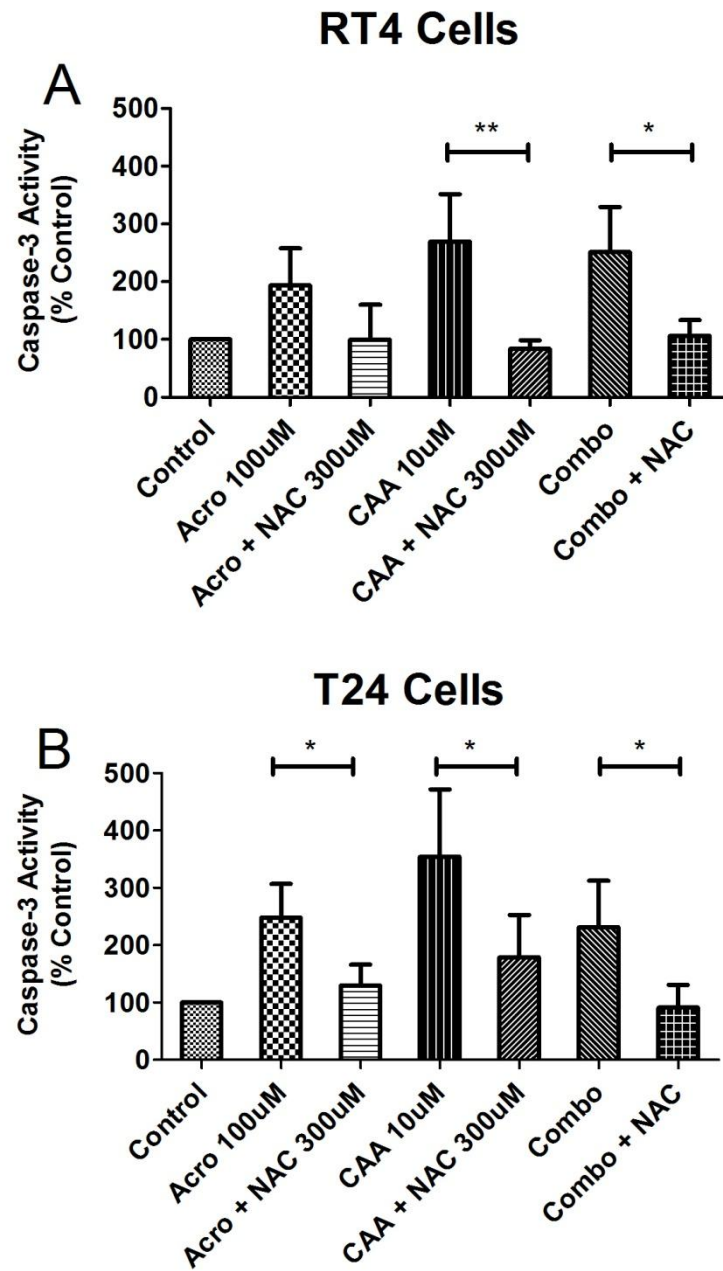 RT4 Cells
A
Caspase-3 Activity
(% Control)
500
400
300
200
100
0
**
*
Control
Acro 100uM
Acro + NAC 300uM
CAA 10uM
CAA + NAC 300uM
Combo
Combo + NAC
T24 Cells
B
Caspase-3 Activity
(% Control)
500
400
300
200
100
0
*
*
*
Control
Acro 100uM
Acro + NAC 300uM
CAA 10uM
CAA + NAC 300uM
Combo
Combo + NAC